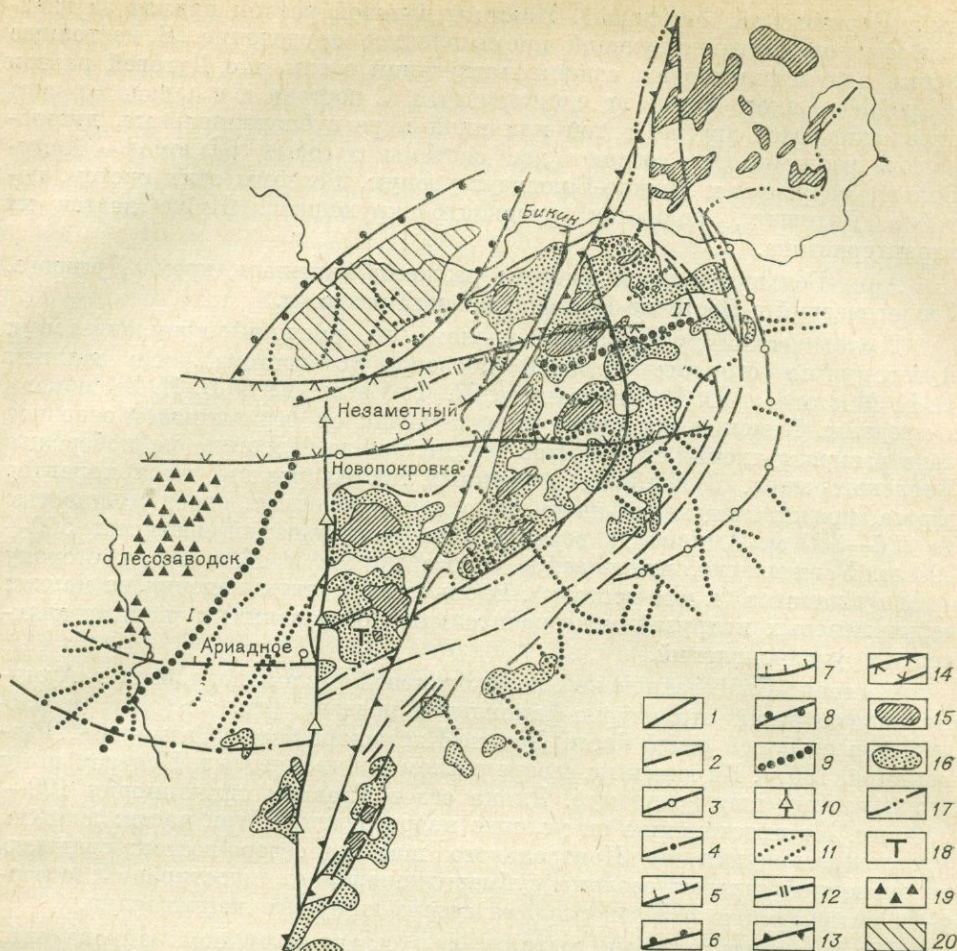 Бикин
II
Незаметный
Новопокровка
Лесозаводск
I
Ариадное
Т
7 14
1 8 15
2 9 16
3 10 17
4 11 Т 18
5 12 19
6 13 20